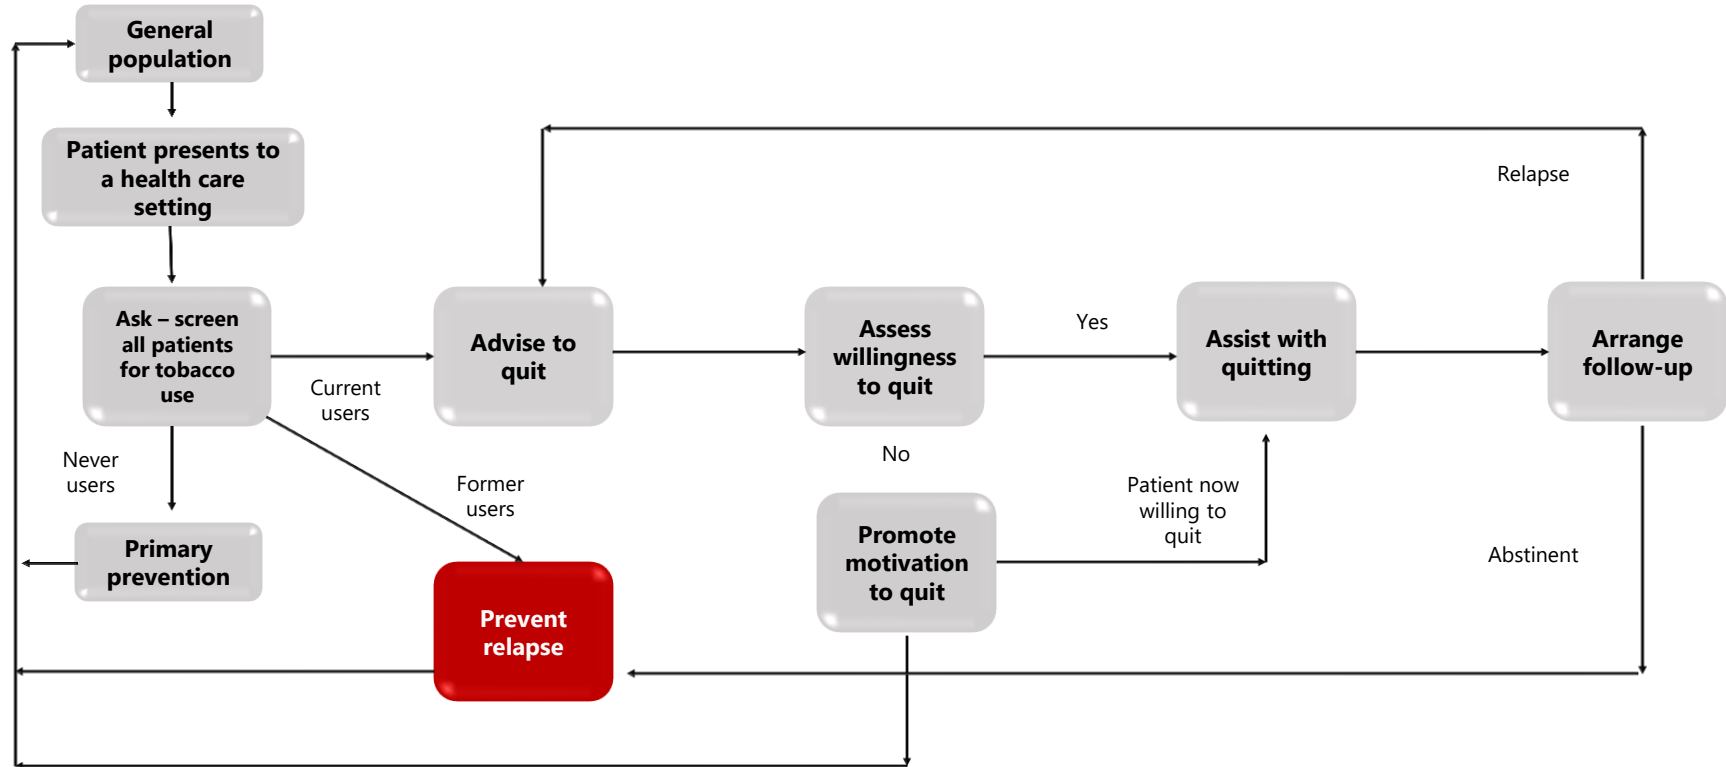 General
population
Patient presents to
a health care
setting
Relapse
Ask – screen
all patients
for tobacco
use
Advise to
quit
Assess
willingness
to quit
Yes
Assist with
quitting
Arrange
follow-up
Current
users
Never
users
Former
users
No
Patient now
willing to
quit
Primary
prevention
Promote
motivation
to quit
Abstinent
Prevent
relapse